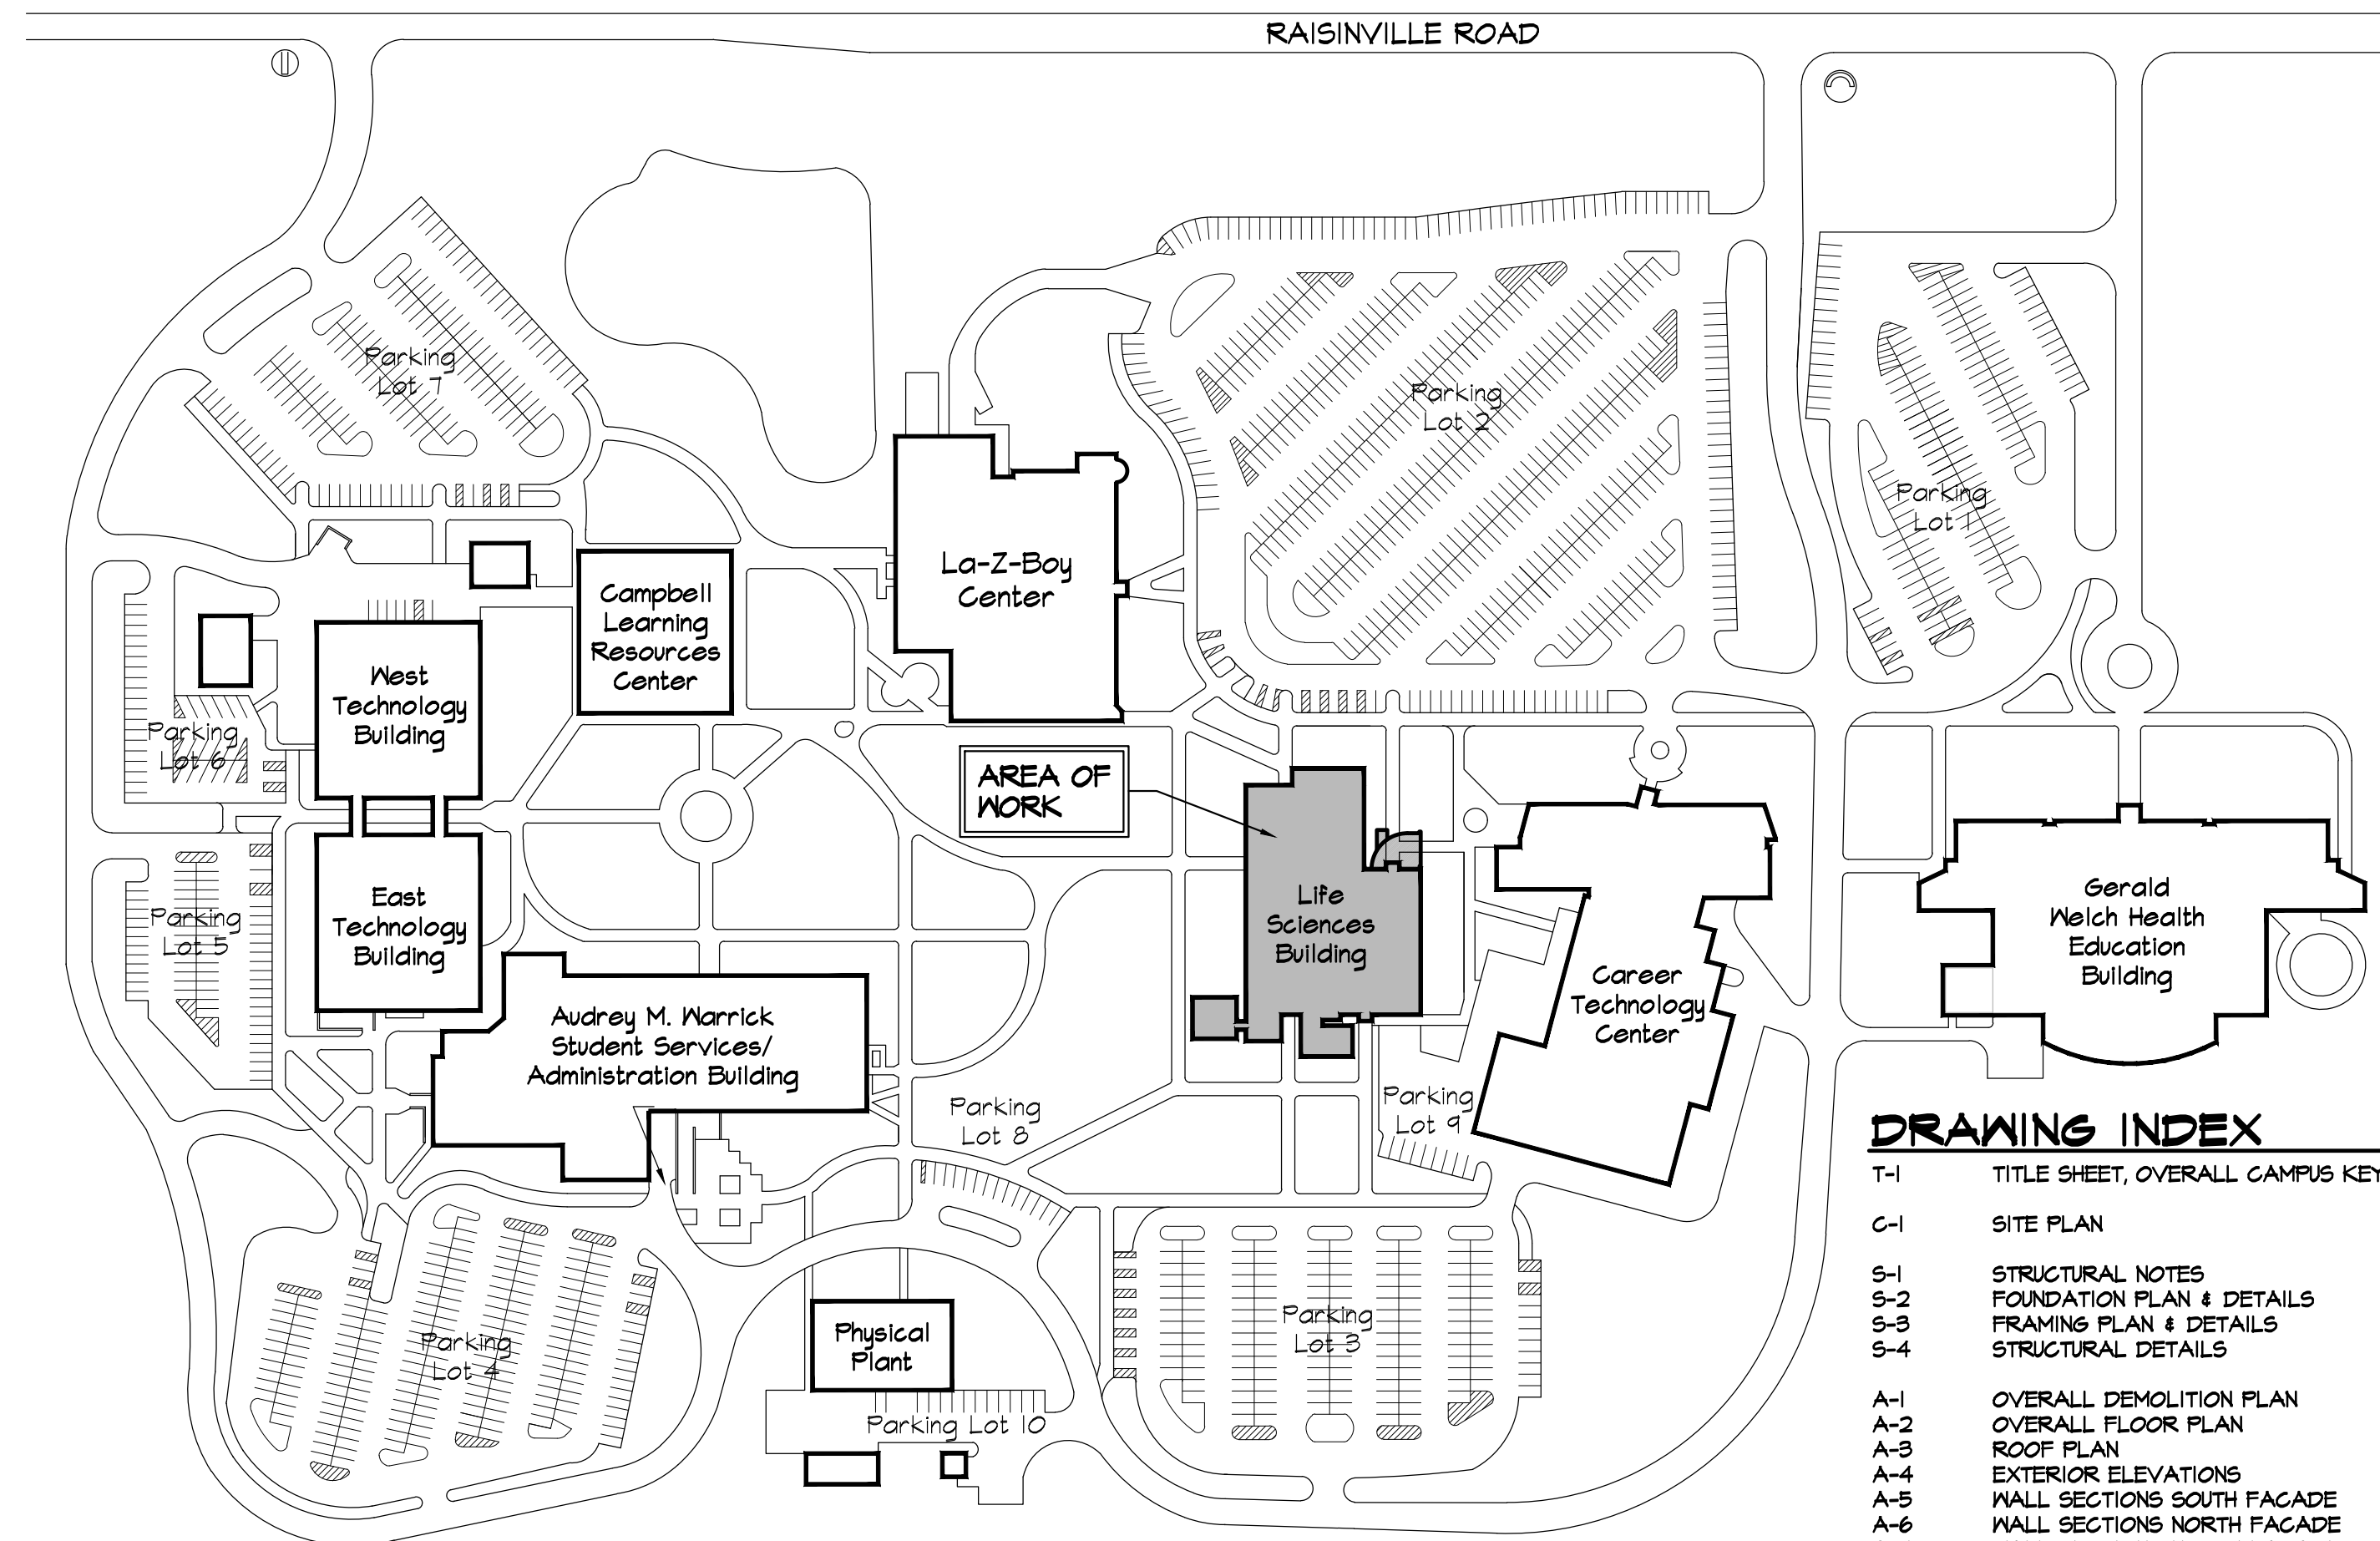 RAISINVILLE ROAD
Parking
Lot 7
Parking
Lot 2
Parking
Lot 1
La-Z-Boy
Center
Campbell
Learning
Resources
Center
West
Technology
Building
Parking
Lot 6
AREA OF
WORK
East
Technology
Building
Parking
Lot 5
Life
Sciences
Building
Gerald
Welch Health
Education
Building
Career
Technology
Center
Audrey M. Warrick
Student Services/
Administration Building
Parking
Lot 8
Parking
Lot 9
Parking
Lot 4
Physical
Plant
Parking
Lot 3
Parking Lot 10
DRAWING INDEX
T-1 TITLE SHEET, OVERALL CAMPUS KEY
C-1 SITE PLAN
S-1 STRUCTURAL NOTES
S-2 FOUNDATION PLAN & DETAILS
S-3 FRAMING PLAN & DETAILS
S-4 STRUCTURAL DETAILS
A-1 OVERALL DEMOLITION PLAN
A-2 OVERALL FLOOR PLAN
A-3 ROOF PLAN
A-4 EXTERIOR ELEVATIONS
A-5 WALL SECTIONS SOUTH FACADE
A-6 WALL SECTIONS NORTH FACADE